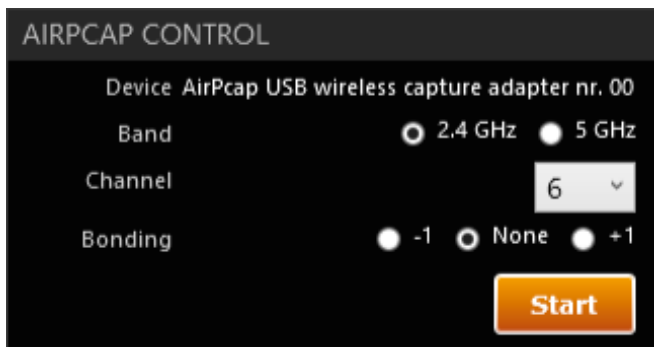 AIRPCAP CONTROL
Device AirPcap USB wireless capture adapter nr. 00
Band 2.4 GHz 5 GHz
Channel 6
Bonding -1 None +1
Start